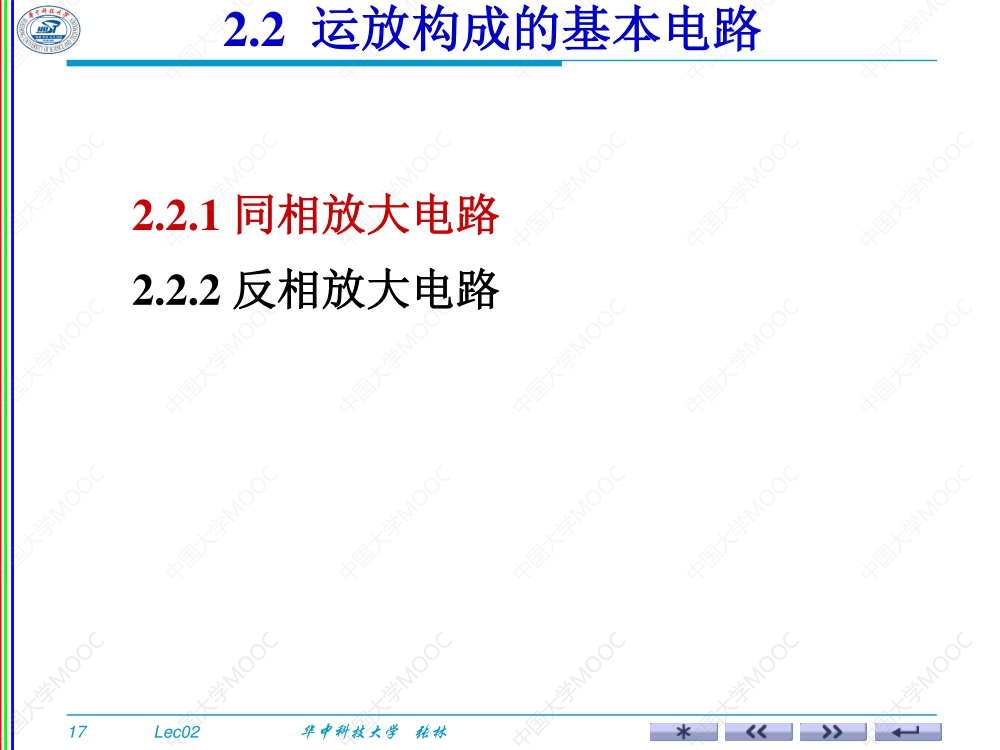 2.2 运放构成的基本电路
2.2.1 同相放大电路
2.2.2 反相放大电路
17 Lec02 华中科技大学 张林
中国大学MOOC